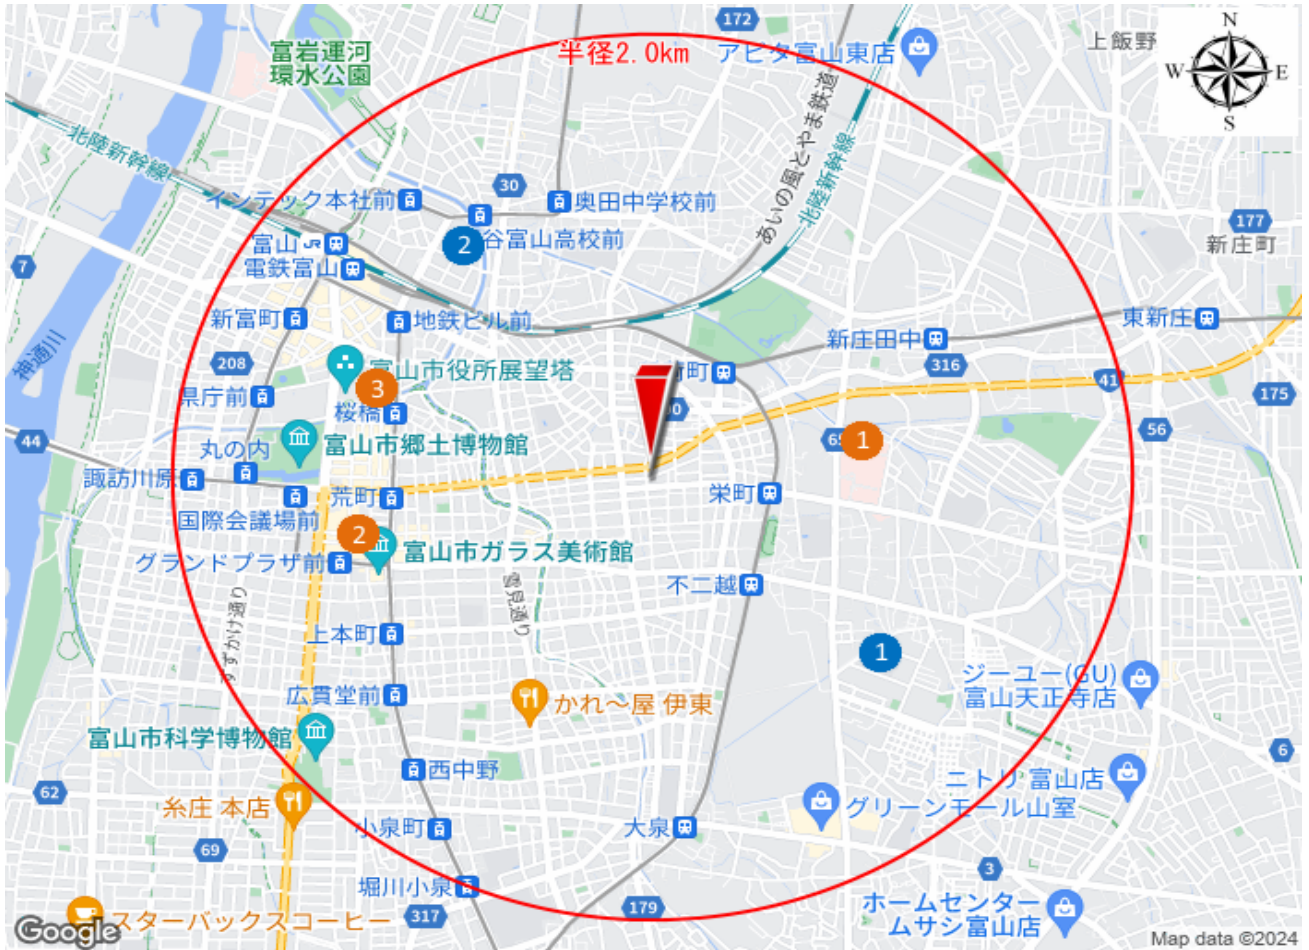 172
富岩運河
環水公園
半径2.0km
アピタ富山東店
上飯野
N
W
E
S
北陸新幹線
あいの風とやま鉄道
北陸新幹線
30
インテック本社前
奥田中学校前
177
2
谷富山高校前
新庄町
富山
JR
7
電鉄富山
新富町
地鉄ビル前
東新庄
新庄田中
神通川
208
316
富山市役所展望塔
町
41
175
3
県庁前
桜橋
1
56
44
丸の内
富山市郷土博物館
諏訪川原
荒町
栄町
国際会議場前
2
富山市ガラス美術館
グランドプラザ前
不二越
すずかけ通り
雪見通り
上本町
1
ジーユー(GU)
富山天正寺店
広貫堂前
かれ〜屋 伊東
富山市科学博物館
6
西中野
ニトリ 富山店
62
糸庄 本店
グリーンモール山室
小泉町
大泉
69
3
堀川小泉
179
ホームセンター
ムサシ富山店
317
スターバックスコーヒー
Google
Map data ©2024